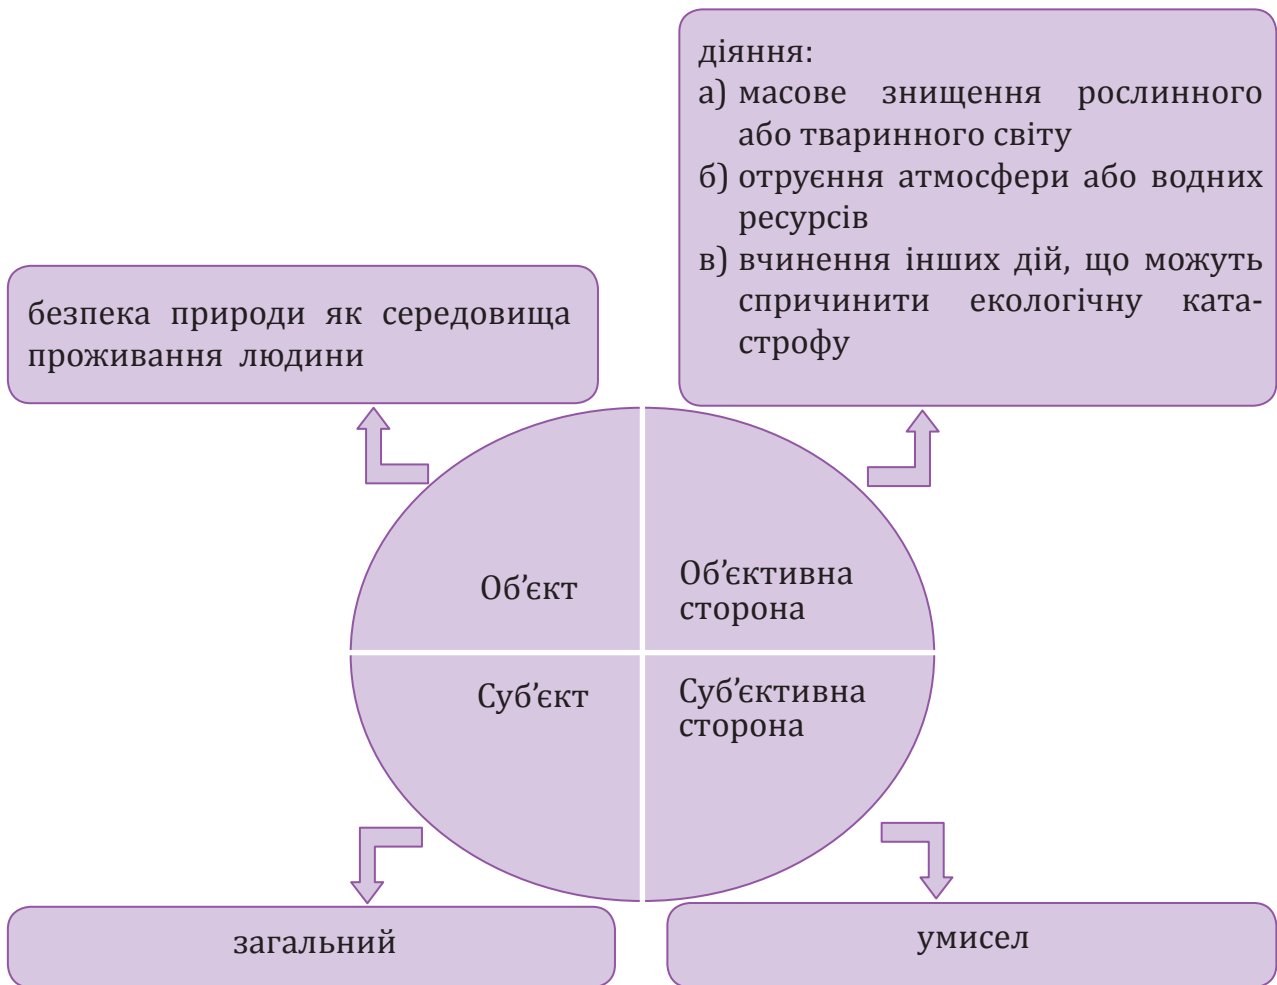 діяння:
а) масове знищення рослинного
або тваринного світу
б) отруєння атмосфери або водних
ресурсів
в) вчинення інших дій, що можуть
спричинити екологічну ката-
строфу
безпека природи як середовища
проживання людини
Об’єкт
Об’єктивна
сторона
Суб’єкт
Суб’єктивна
сторона
загальний
умисел